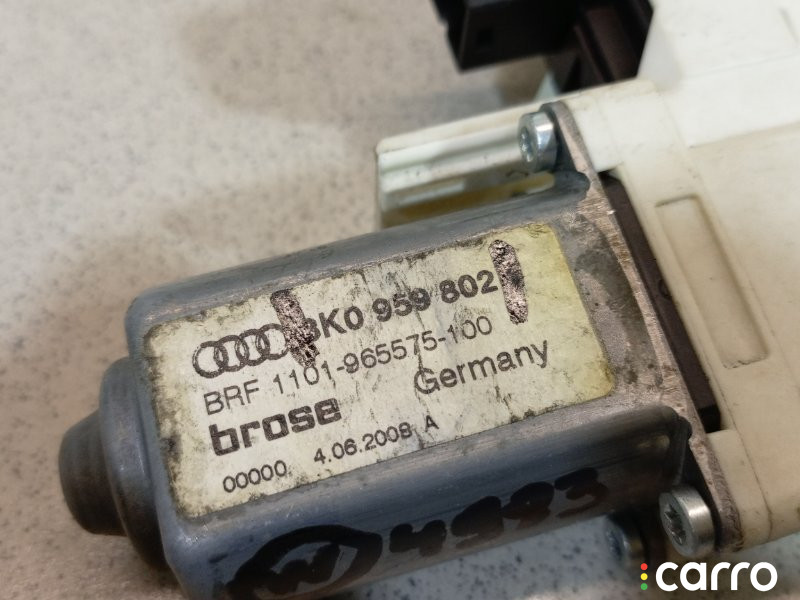 8K0 959 802
BRF 1101-965575-100
brose Germany
00000 4.06.2008 A
W 4993
carro